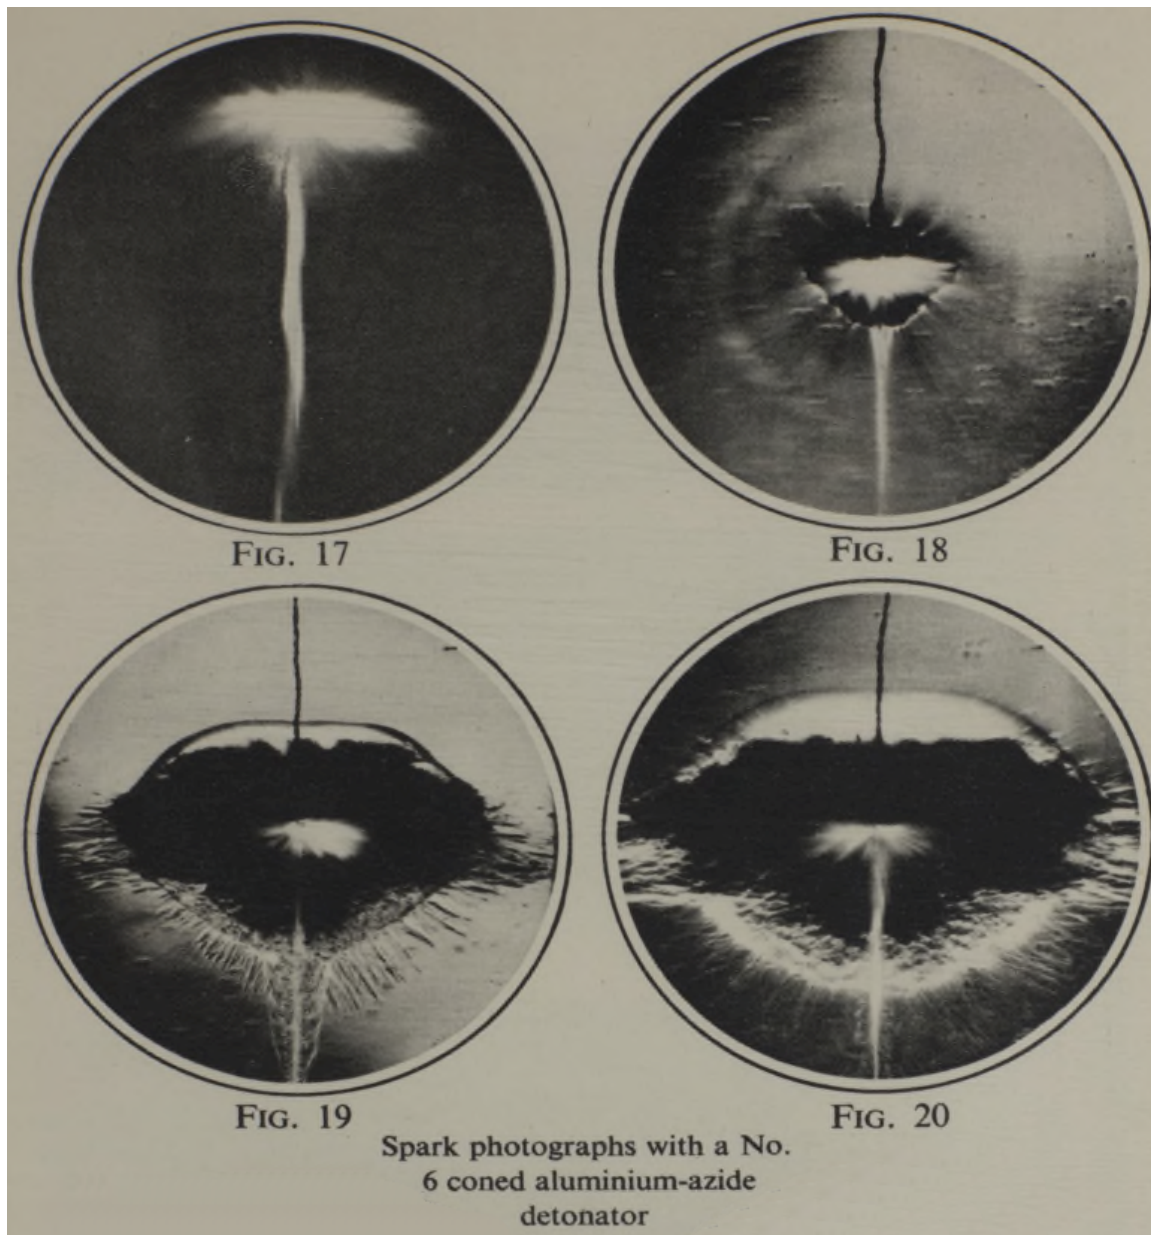 FIG. 17
FIG. 18
FIG. 19
FIG. 20
Spark photographs with a No.
6 coned aluminium-azide
detonator